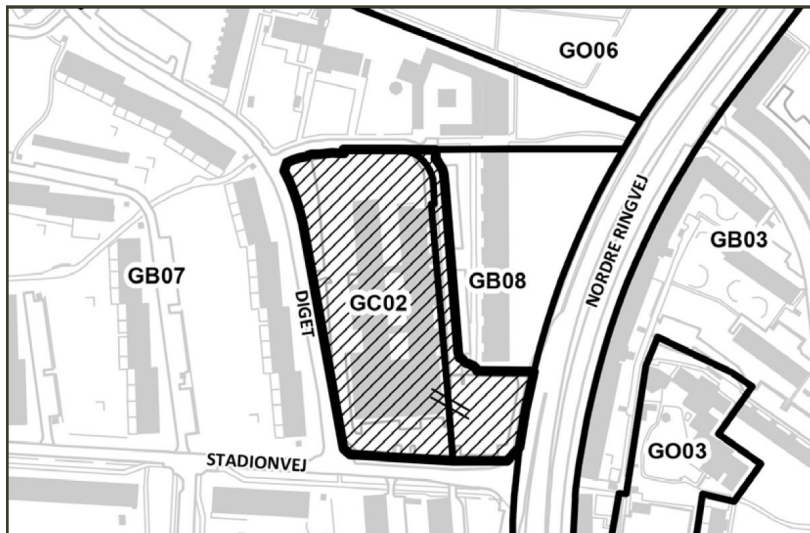 GO06
NORDRE RINGVEJ
GB03
GB07
DIGET
GC02
GB08
GO03
STADIONVEJ